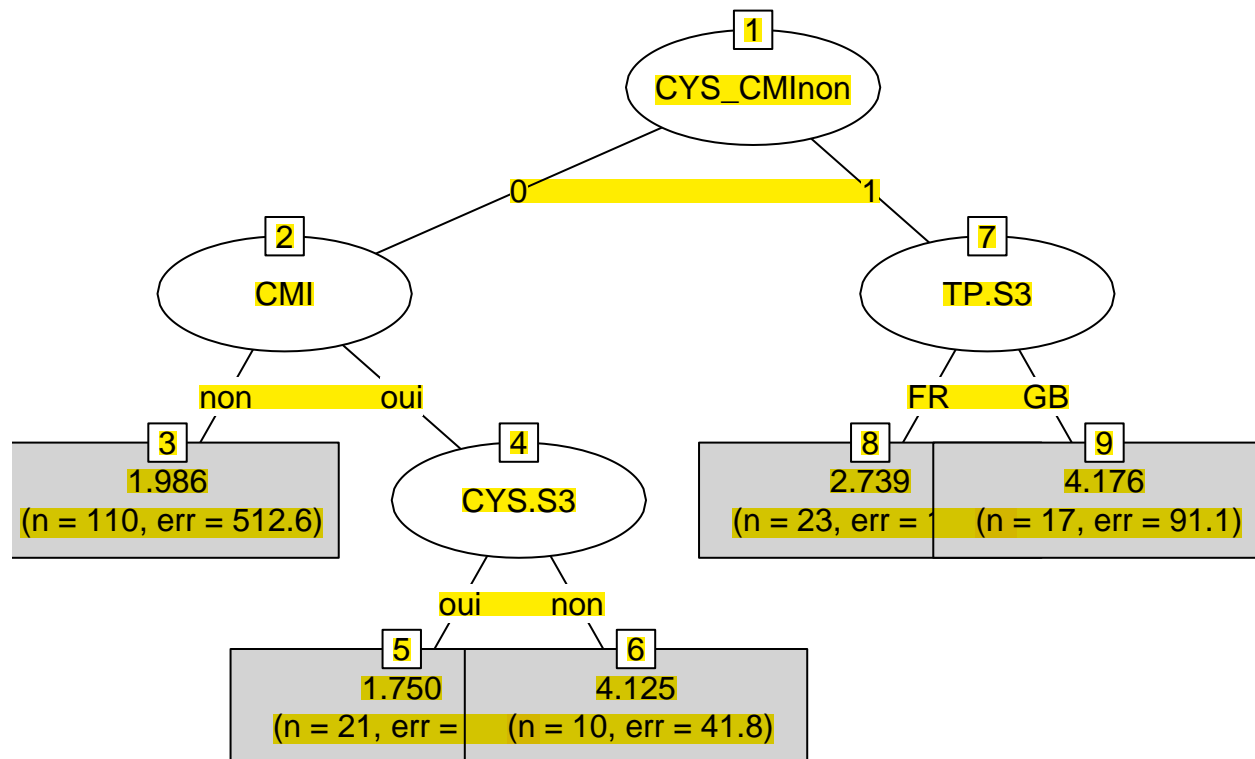 1
CYS_CMInon
0 1
2
CMI
7
TP.S3
non oui
FR GB
3
1.986
(n = 110, err = 512.6)
4
CYS.S3
8
2.739
(n = 23, err =
9
4.176
(n = 17, err = 91.1)
oui non
5
1.750
(n = 21, err =
6
4.125
(n = 10, err = 41.8)